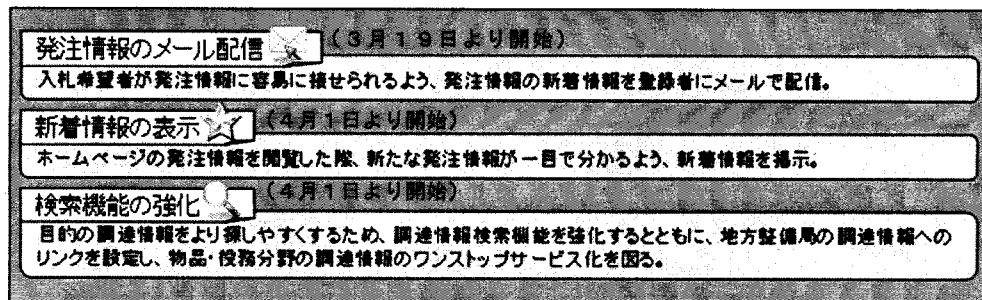 発注情報のメール配信 (3月19日より開始)
入札希望者が発注情報に容易に接せられるよう、発注情報の新着情報を登録者にメールで配信。
新着情報の表示 (4月1日より開始)
ホームページの発注情報を閲覧した際、新たな発注情報が一目で分かるよう、新着情報を掲示。
検索機能の強化 (4月1日より開始)
目的の調達情報をより探しやすくするため、調達情報検索機能を強化するとともに、地方整備局の調達情報への
リンクを設定し、物品・役務分野の調達情報のワンストップサービス化を図る。